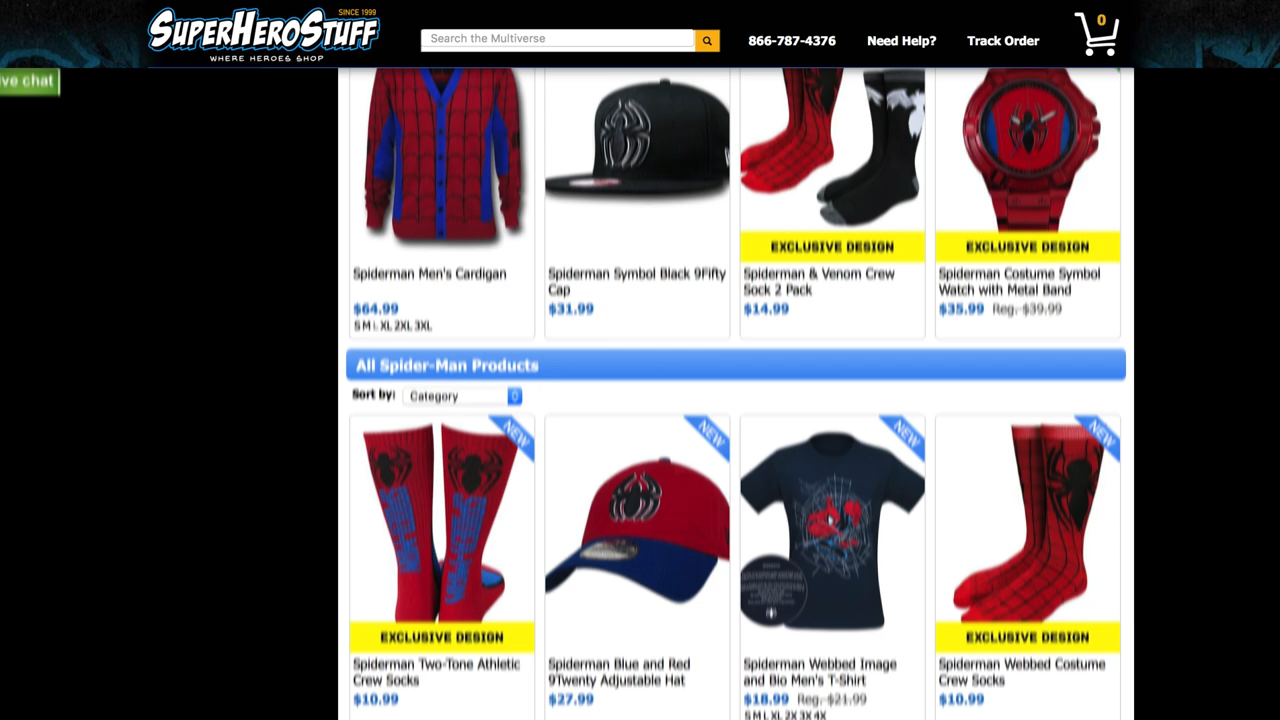 SINCE 1999
SUPERHEROSTUFF
WHERE HEROES SHOP
Search the Multiverse
866-787-4376
Need Help?
Track Order
0
ve chat
EXCLUSIVE DESIGN
EXCLUSIVE DESIGN
Spiderman Men's Cardigan
$64.99
S M L XL 2XL 3XL
Spiderman Symbol Black 9Fifty
Cap
$31.99
Spiderman & Venom Crew
Sock 2 Pack
$14.99
Spiderman Costume Symbol
Watch with Metal Band
$35.99 Reg. $39.99
All Spider-Man Products
Sort by:
Category
NEW
NEW
NEW
NEW
EXCLUSIVE DESIGN
EXCLUSIVE DESIGN
Spiderman Two-Tone Athletic
Crew Socks
$10.99
Spiderman Blue and Red
9Twenty Adjustable Hat
$27.99
Spiderman Webbed Image
and Bio Men's T-Shirt
$18.99 Reg. $21.99
S M L XL 2X 3X 4X
Spiderman Webbed Costume
Crew Socks
$10.99